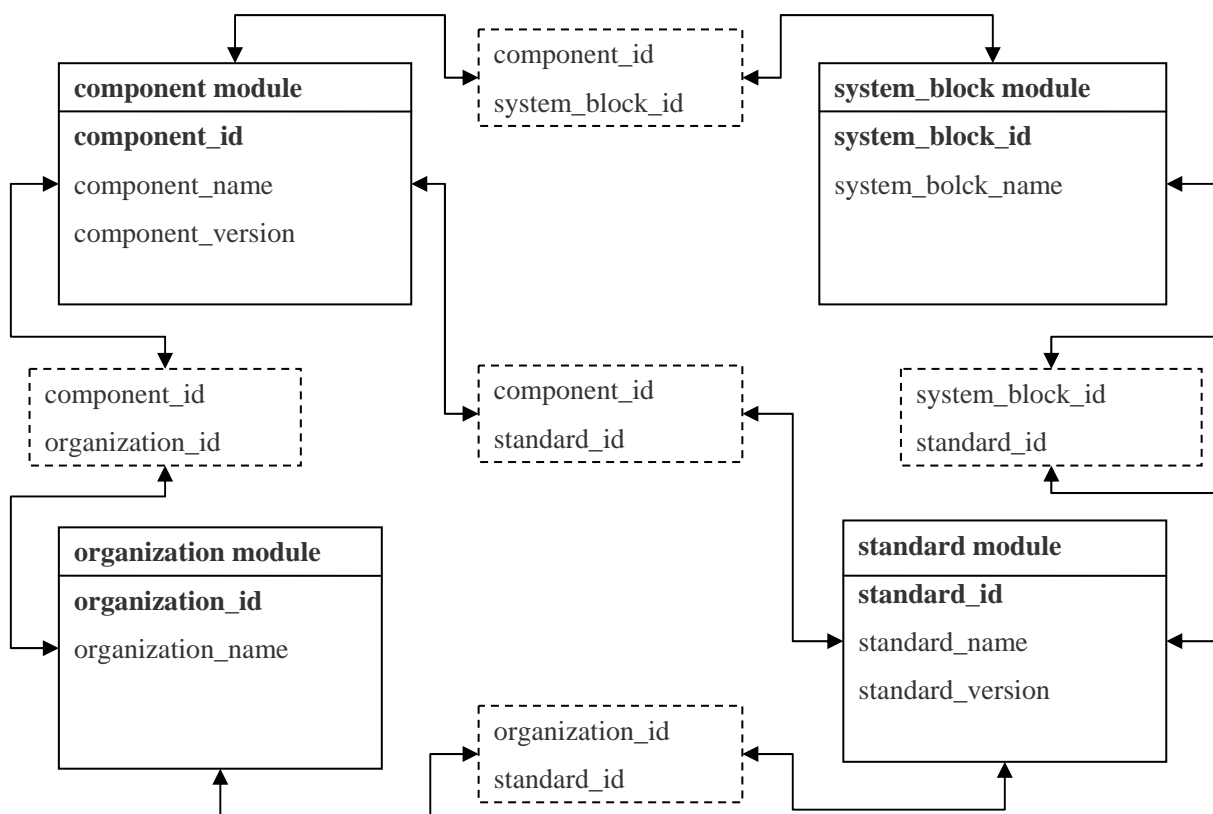 component_id
system_block_id
component module
component_id
component_name
component_version
system_block module
system_block_id
system_bolck_name
component_id
organization_id
component_id
standard_id
system_block_id
standard_id
organization module
organization_id
organization_name
standard module
standard_id
standard_name
standard_version
organization_id
standard_id